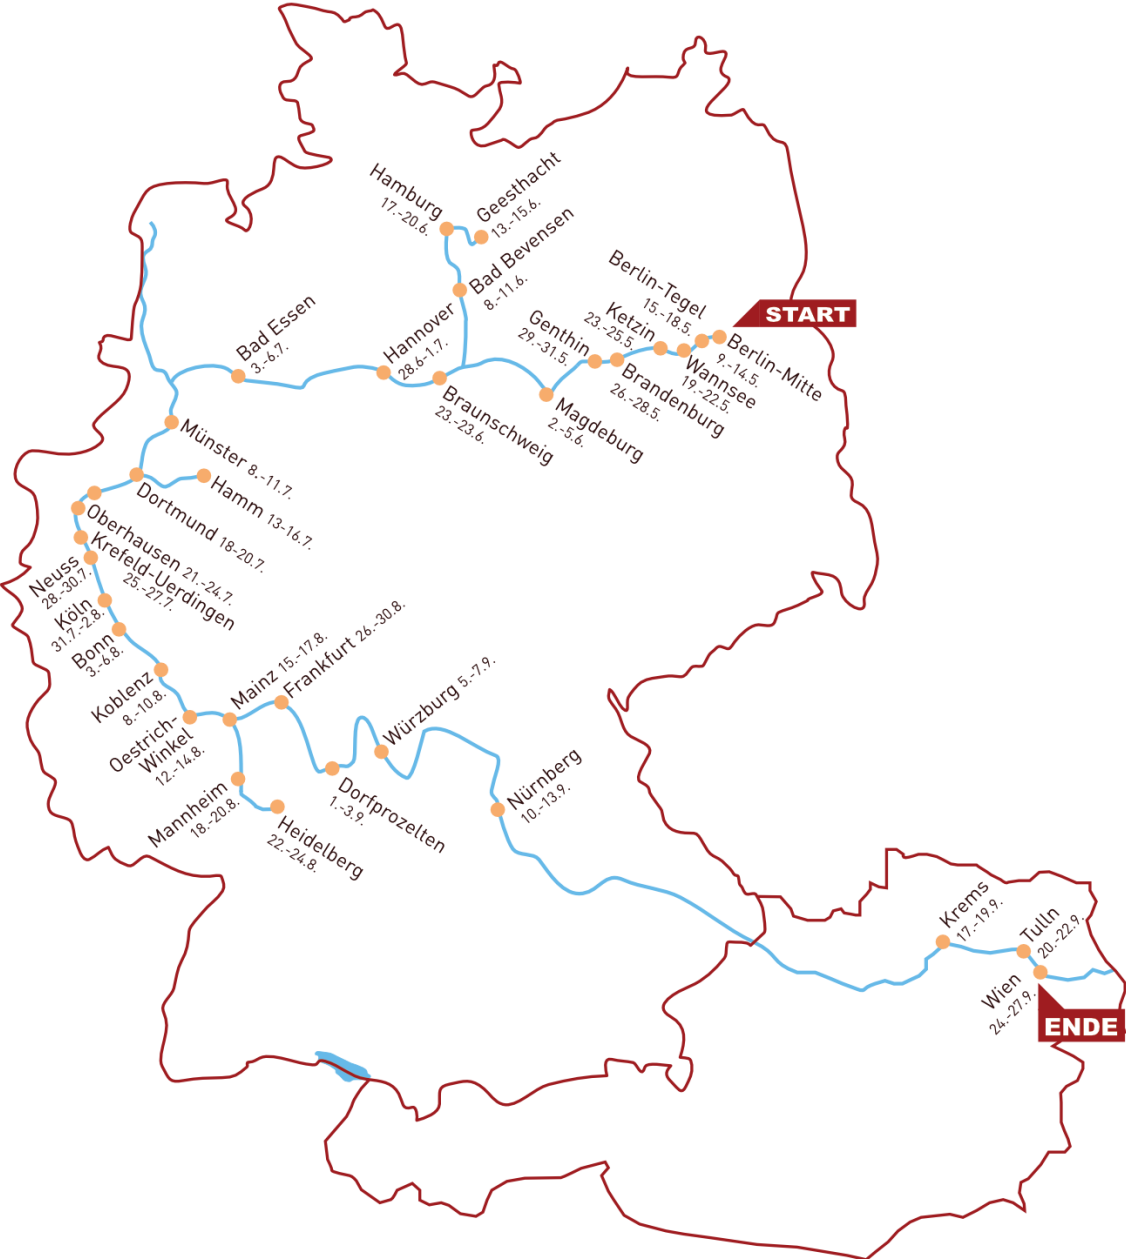 Hamburg
17.-20.6.
Geesthacht
13.-15.6.
Bad Bevensen
8.-11.6.
Berlin-Tegel
15.-18.5.
START
Ketzin
23.-25.5.
Genthin
29.-31.5.
Berlin-Mitte
9.-14.5.
Wannsee
19.-22.5.
Brandenburg
26.-28.5.
Magdeburg
2.-5.6.
Hannover
28.6-1.7.
Braunschweig
23.-23.6.
Bad Essen
3.-6.7.
Münster 8.-11.7.
Hamm 13-16.7.
Dortmund 18-20.7.
Oberhausen 21.-24.7.
Krefeld-Uerdingen
25.-27.7.
Neuss
28.-30.7.
Köln
31.7.-2.8.
Bonn
3.-6.8.
Koblenz
8.-10.8.
Oestrich-
Winkel
12.-14.8.
Mainz 15.-17.8.
Frankfurt 26.-30.8.
Mannheim
18.-20.8.
Heidelberg
22.-24.8.
Dorfprozelten
1.-3.9.
Würzburg 5.-7.9.
Nürnberg
10.-13.9.
Krems
17.-19.9.
Tulln
20.-22.9.
Wien
24.-27.9.
ENDE